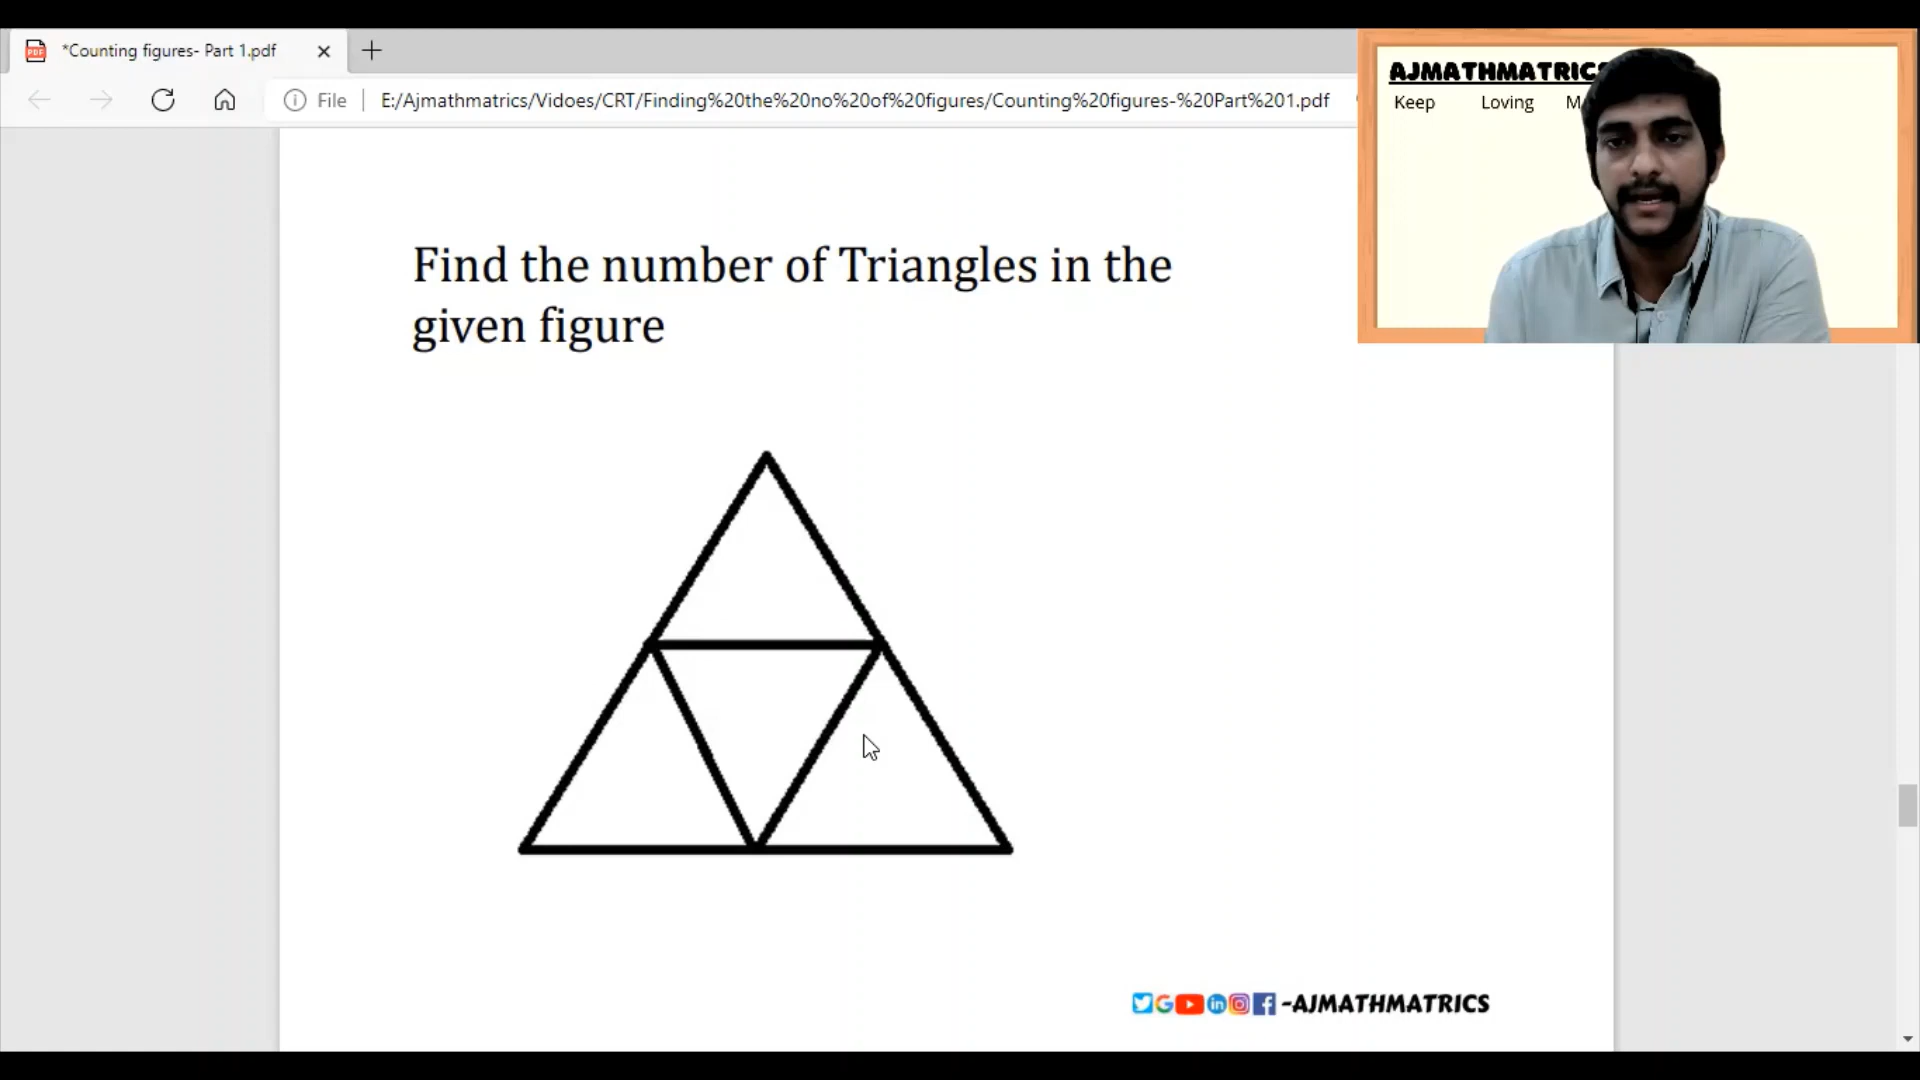 *Counting figures- Part 1.pdf
File
E:/Ajmathmatrics/Vidoes/CRT/Finding%20the%20no%20of%20figures/Counting%20figures-%20Part%201.pdf
AJMATHMATRICS
Keep Loving
Find the number of Triangles in the
given figure
-AJMATHMATRICS